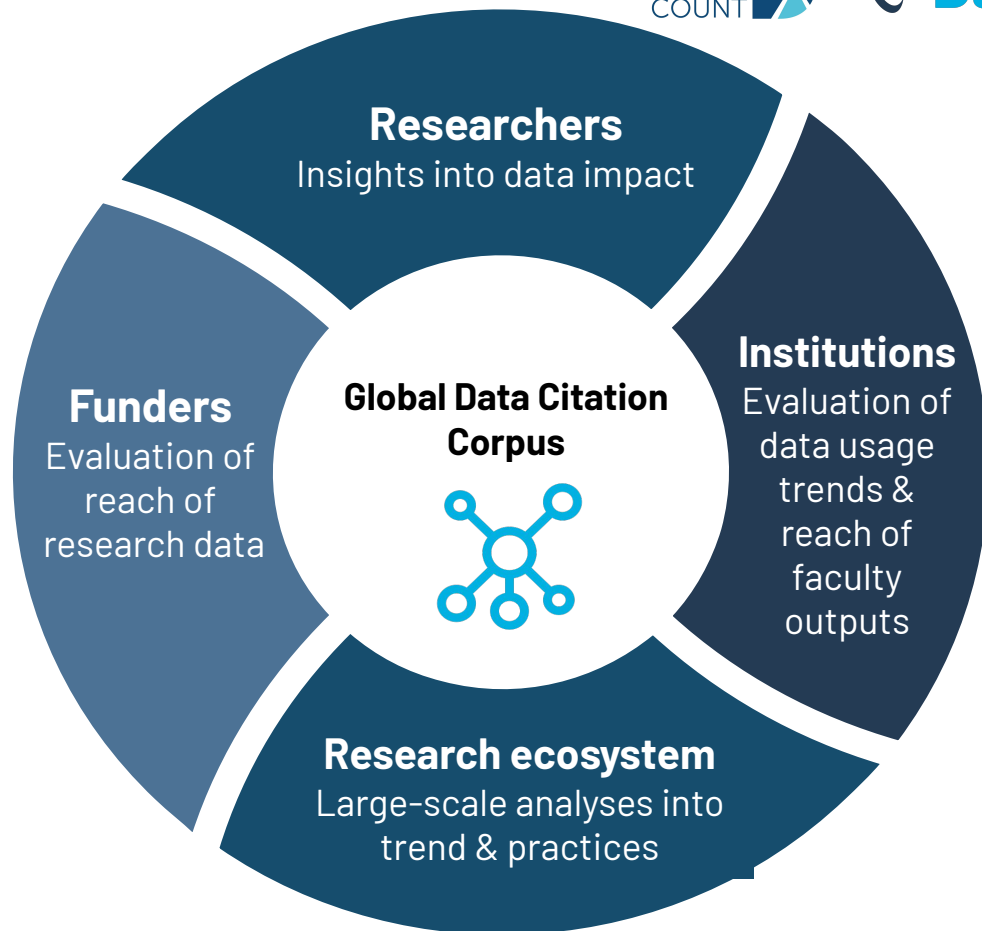 COUNT
Researchers
Insights into data impact
Institutions
Evaluation of
data usage
trends &
reach of
faculty
outputs
Funders
Evaluation of
reach of
research data
Global Data Citation
Corpus
Research ecosystem
Large-scale analyses into
trend & practices